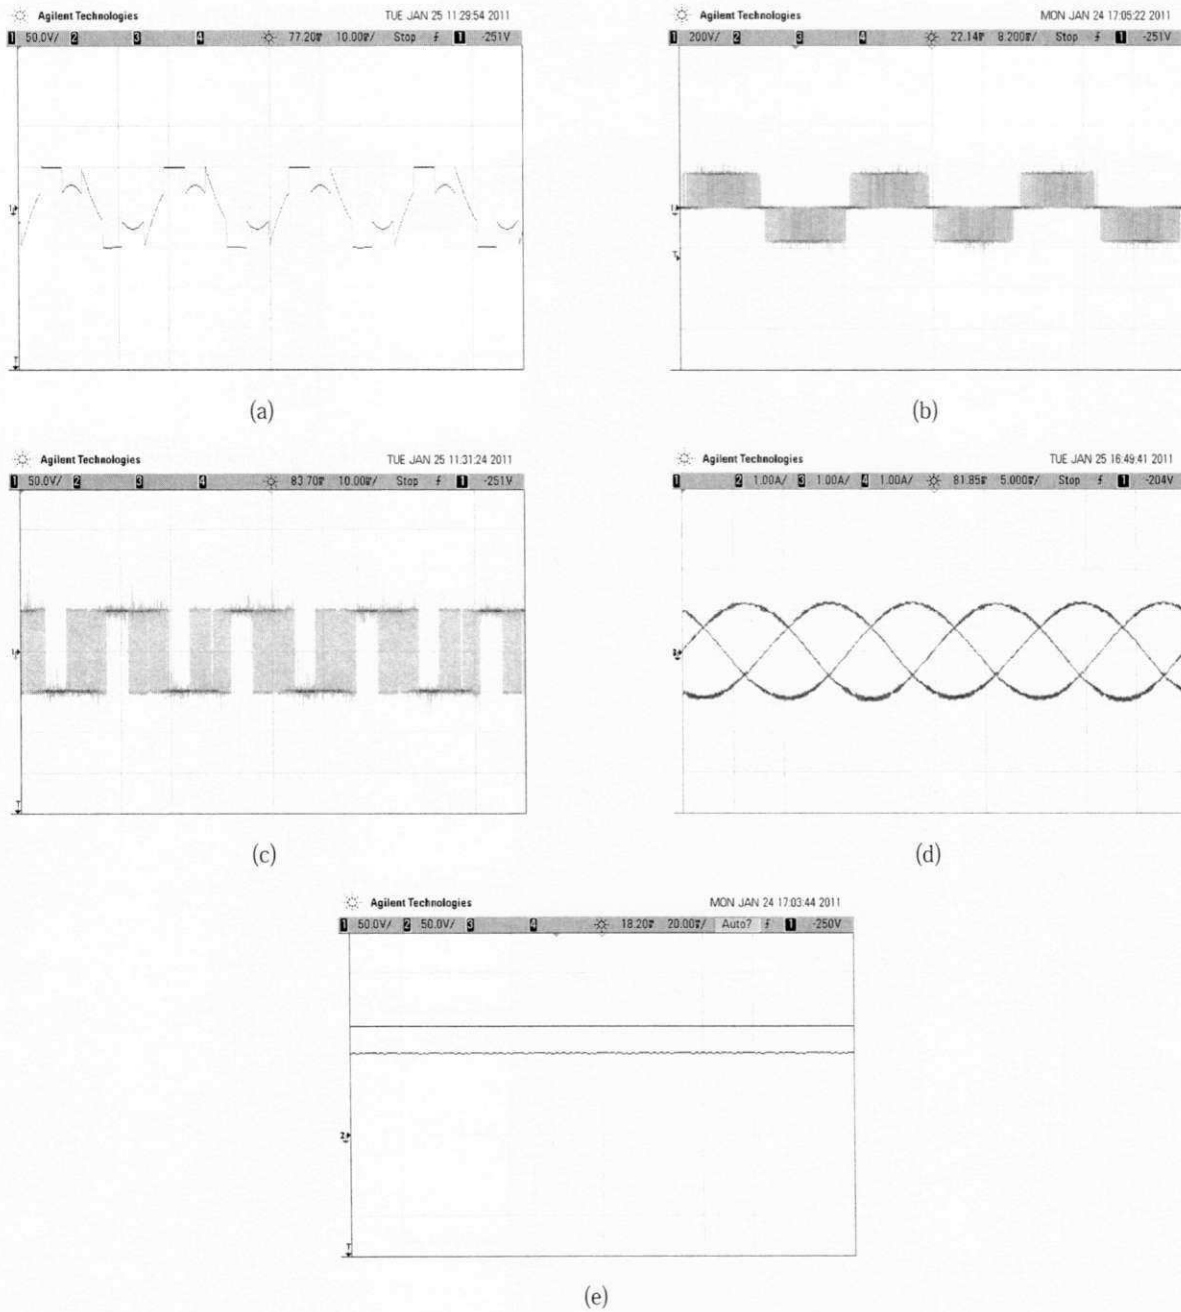 Agilent Technologies TUE JAN 25 11:29:54 2011
1 50.0V/ 2 3 4 77.20 10.00 / Stop 1 -251V
T
(a)
Agilent Technologies MON JAN 24 17:05:22 2011
1 200V/ 2 3 4 22.14 8.200 / Stop 1 -251V
T
(b)
Agilent Technologies TUE JAN 25 11:31:24 2011
1 50.0V/ 2 3 4 83.70 10.00 / Stop 1 -251V
T
(c)
Agilent Technologies TUE JAN 25 16:49:41 2011
1 2 1.00A/ 3 1.00A/ 4 1.00A/ 81.85 5.000 / Stop 1 -204V
(d)
Agilent Technologies MON JAN 24 17:03:44 2011
1 50.0V/ 2 50.0V/ 3 4 18.20 20.00 / Auto? 1 -250V
2
T
(e)